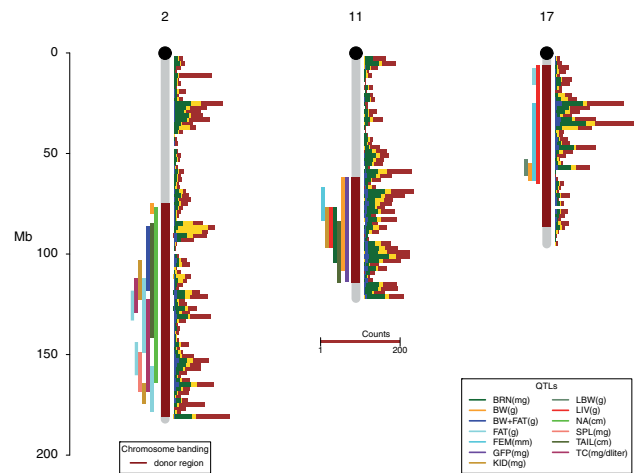 2 11 17
0
50
Mb
100
150
200
Counts
1 200
Chromosome banding
donor region
QTLs
BRN(mg) LBW(g)
BW(g) LIV(g)
BW+FAT(g) NA(cm)
FAT(g) SPL(mg)
FEM(mm) TAIL(cm)
GFP(mg) TC(mg/dliter)
KID(mg)